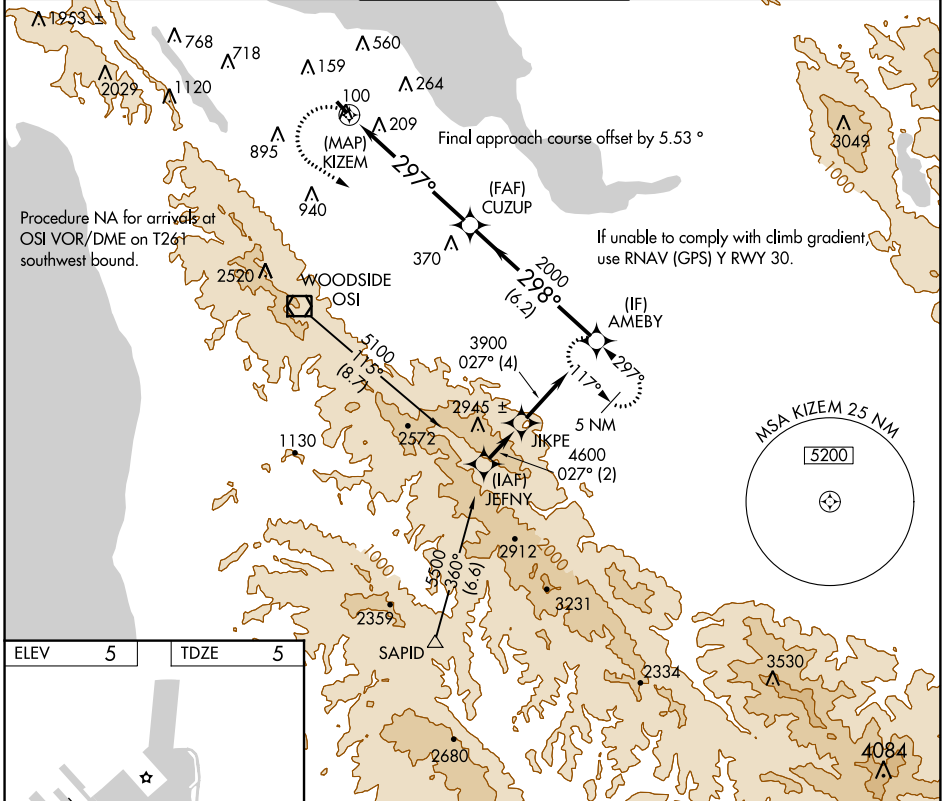 1953 ±
768
718
560
159
2029
1120
264
100
209
895
(MAP)
KIZEM
Final approach course offset by 5.53 °
3049
1000
297°
940
(FAF)
CUZUP
Procedure NA for arrivals at
OSI VOR/DME on T261
southwest bound.
370
If unable to comply with climb gradient,
use RNAV (GPS) Y RWY 30.
2520
WOODSIDE
OSI
2000
298°
(6.2)
(IF)
AMEBY
5100
115°
(8.7)
3900
027° (4)
297°
117°
5 NM
2945 ±
2572
JIKPE
MSA KIZEM 25 NM
5200
1130
4600
027° (2)
(IAF)
JEFNY
1000
2912
2000
5500
360°
(6.6)
3231
2359
SAPID
ELEV 5
TDZE 5
2334
3530
2680
4084